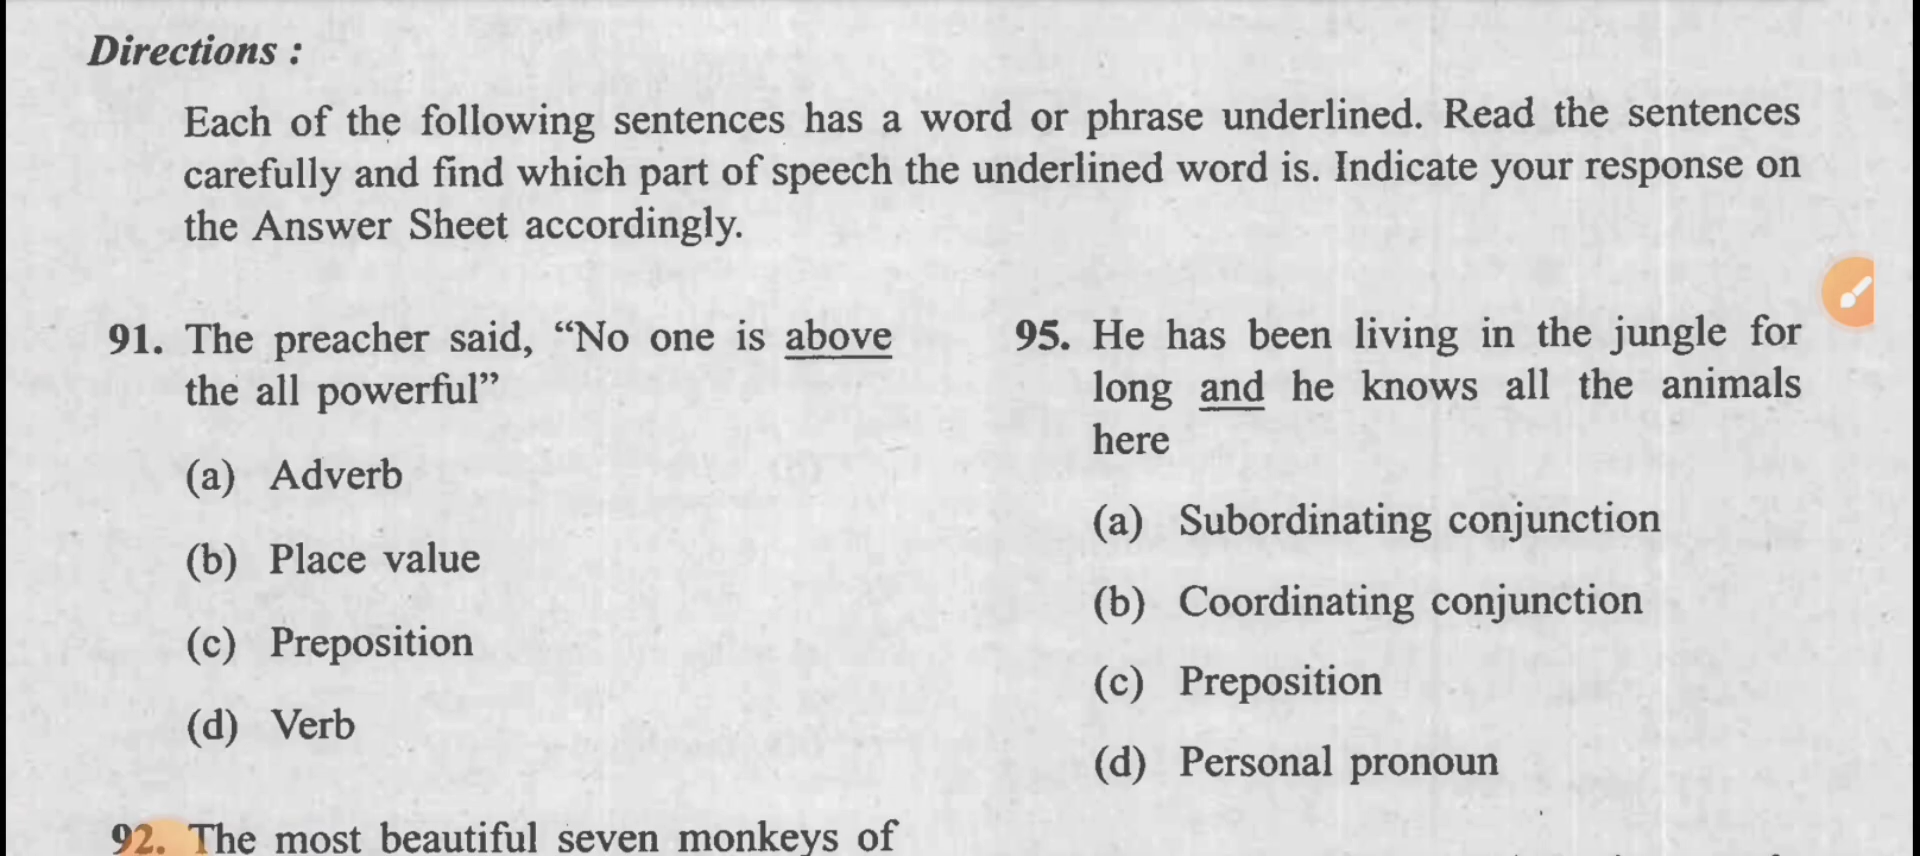 Directions :
Each of the following sentences has a word or phrase underlined. Read the sentences
carefully and find which part of speech the underlined word is. Indicate your response on
the Answer Sheet accordingly.
91. The preacher said, “No one is above
the all powerful”
(a) Adverb
(b) Place value
(c) Preposition
(d) Verb
92. The most beautiful seven monkeys of
95. He has been living in the jungle for
long and he knows all the animals
here
(a) Subordinating conjunction
(b) Coordinating conjunction
(c) Preposition
(d) Personal pronoun